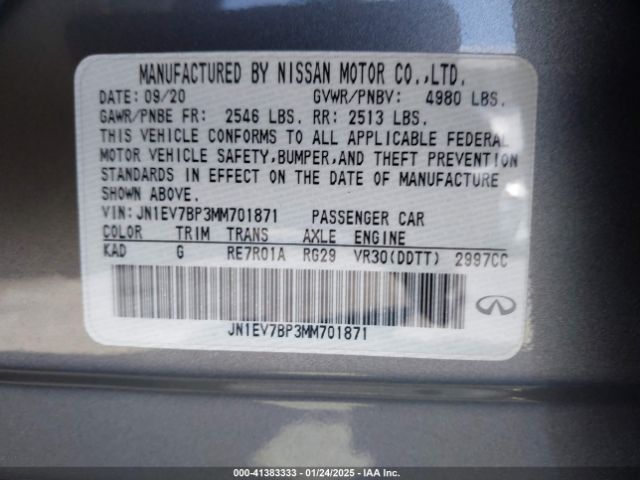 MANUFACTURED BY NISSAN MOTOR CO.,LTD.
DATE: 09/20 GVWR/PNBV: 4980 LBS.
GAWR/PNBE FR: 2546 LBS. RR: 2513 LBS.
THIS VEHICLE CONFORMS TO ALL APPLICABLE FEDERAL
MOTOR VEHICLE SAFETY,BUMPER,AND THEFT PREVENTION
STANDARDS IN EFFECT ON THE DATE OF MANUFACTURE
SHOWN ABOVE.
VIN:JN1EV7BP3MM701871 PASSENGER CAR
COLOR TRIM TRANS AXLE ENGINE
KAD G RE7R01A RG29 VR30(DDTT) 2997CC
JN1EV7BP3MM701871
000-41383333 - 01/24/2025 - IAAI.COM